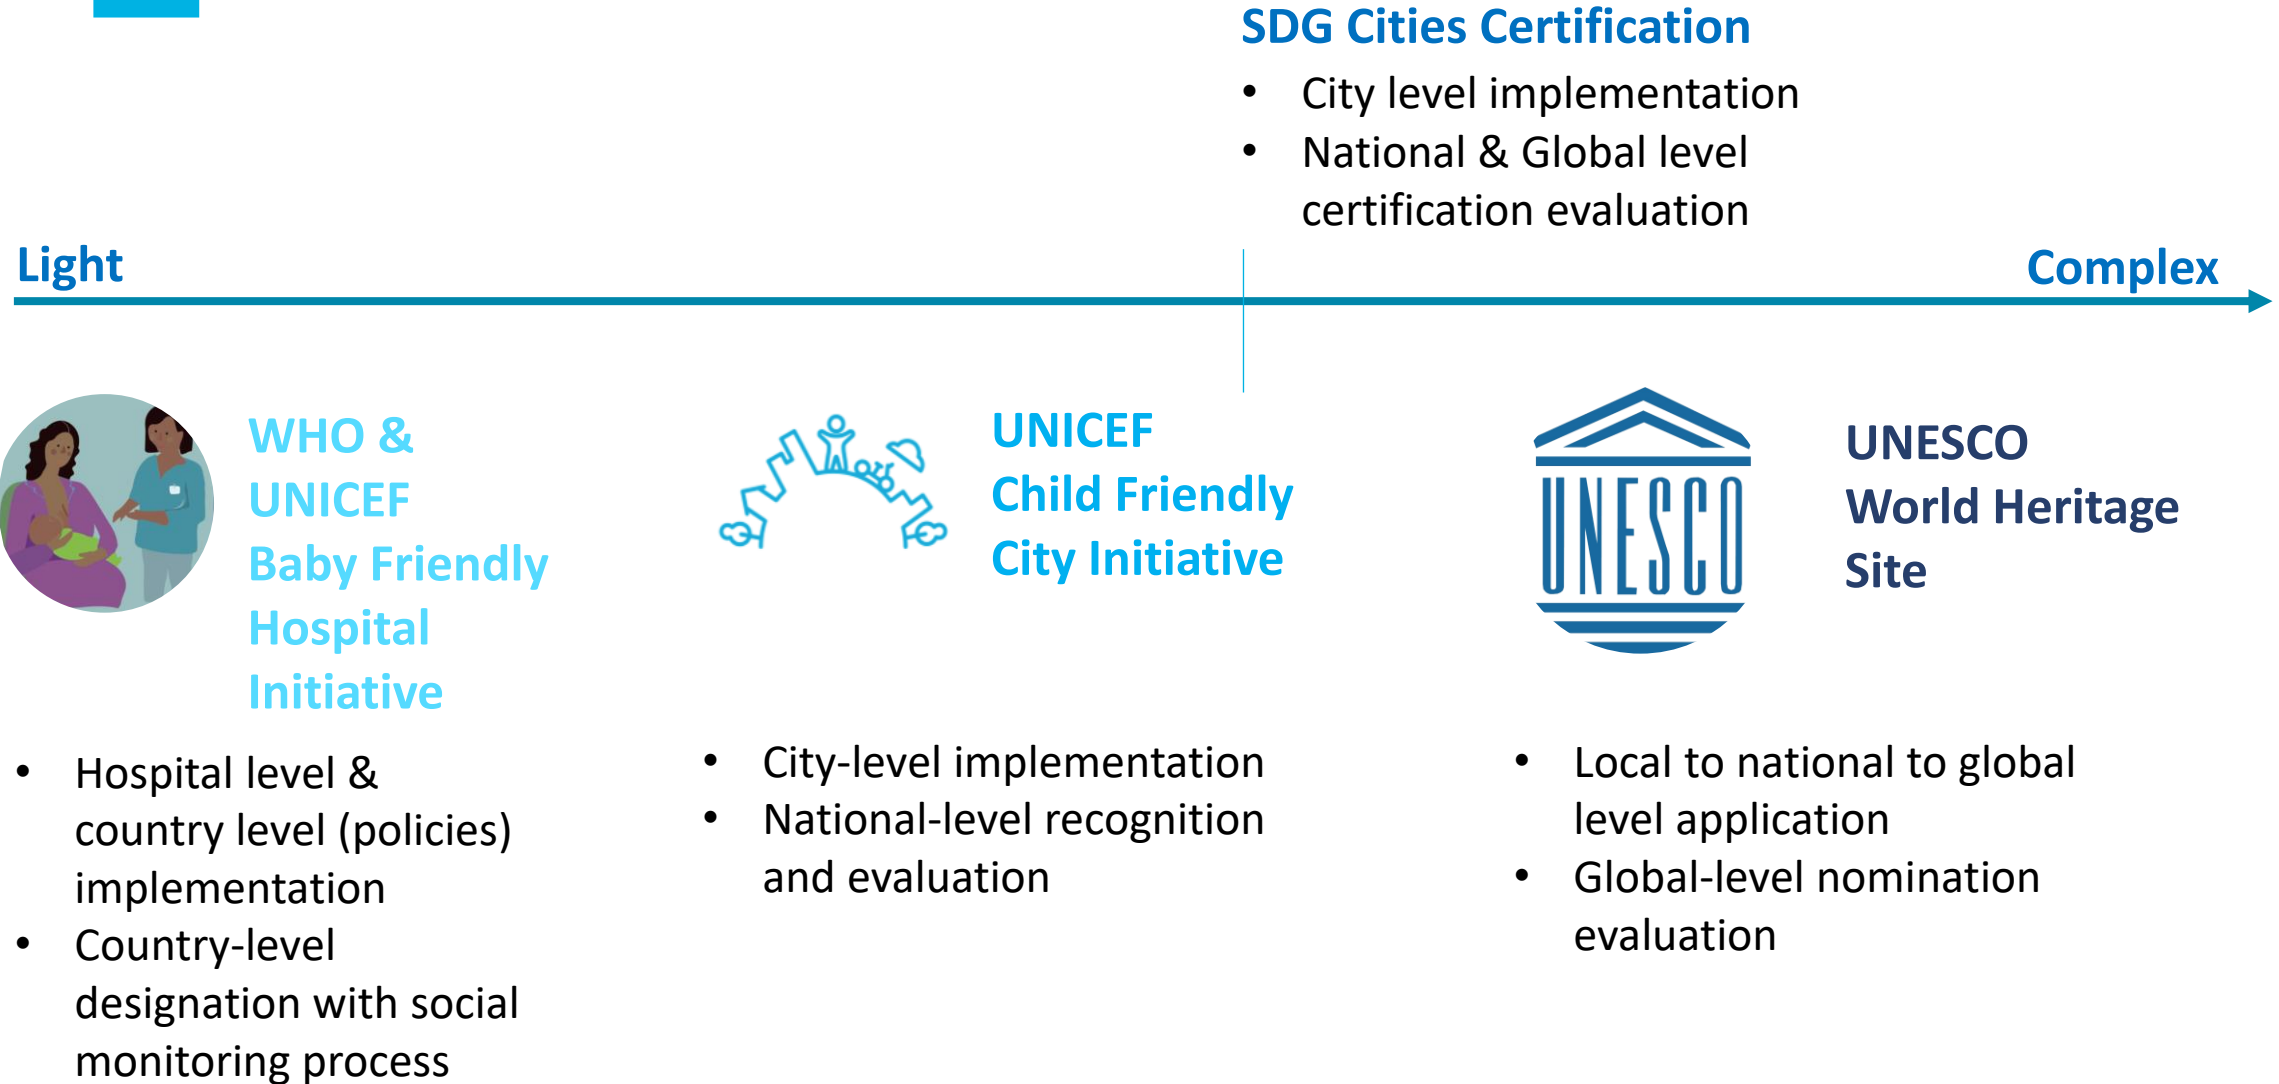 SDG Cities Certification
• City level implementation
• National & Global level
certification evaluation
Light
Complex
WHO &
UNICEF
Baby Friendly
Hospital
Initiative
• Hospital level &
country level (policies)
implementation
• Country-level
designation with social
monitoring process
UNICEF
Child Friendly
City Initiative
• City-level implementation
• National-level recognition
and evaluation
UNESCO
UNESCO
World Heritage
Site
• Local to national to global
level application
• Global-level nomination
evaluation